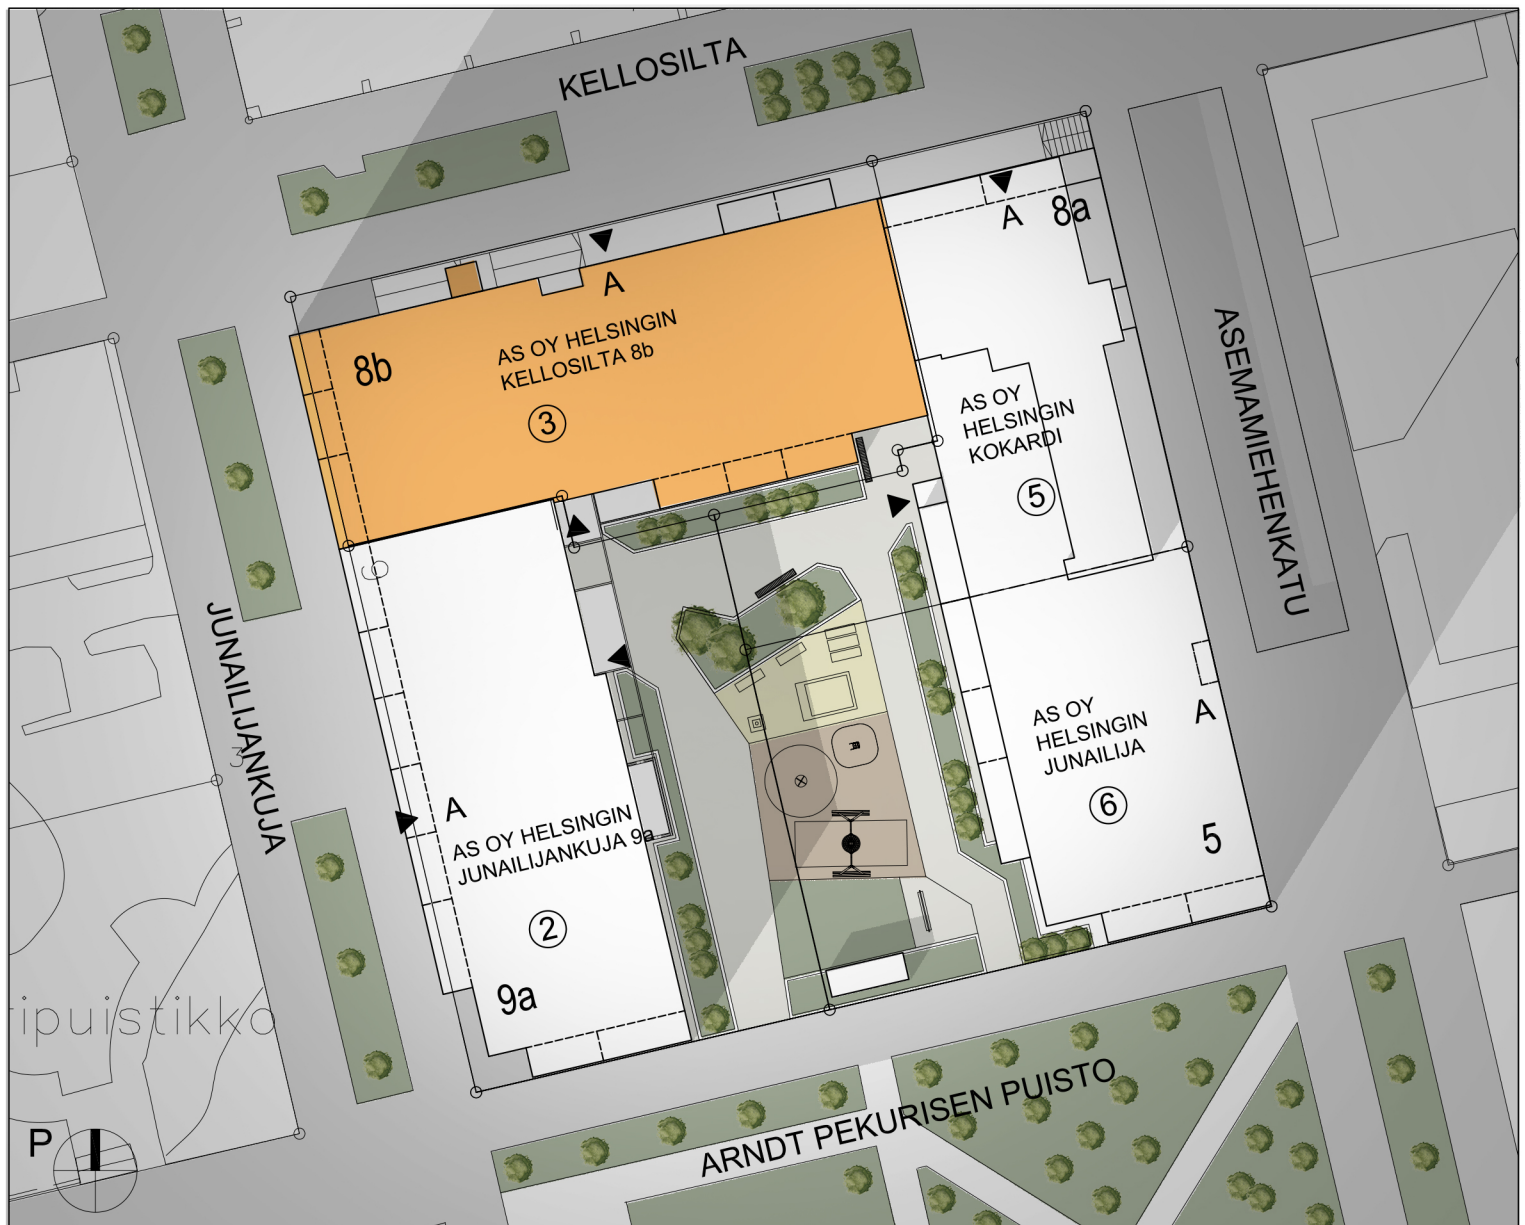 KELLOSILTA
A
8a
A
8b
AS OY HELSINGIN
KELLOSILTA 8b
3
AS OY
HELSINGIN
KOKARDI
5
ASEMAMIEHENKATU
JUNAILIJANKUJA
AS OY
HELSINGIN
JUNAILIJA
A
6
5
A
AS OY HELSINGIN
JUNAILIJANKUJA 9a
2
9a
ipuistikko
ARNDT PEKURISEN PUISTO
P